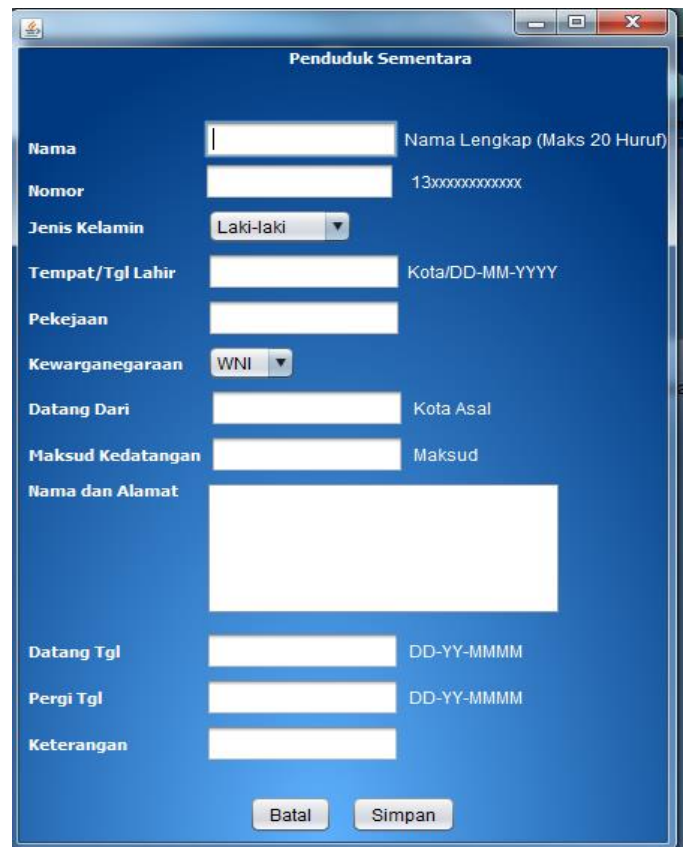 Penduduk Sementara
Nama Nama Lengkap (Maks 20 Huruf)
Nomor 13xxxxxxxxxxxx
Jenis Kelamin Laki-laki
Tempat/Tgl Lahir Kota/DD-MM-YYYY
Pekejaan
Kewarganegaraan WNI
Datang Dari Kota Asal
Maksud Kedatangan Maksud
Nama dan Alamat
Datang Tgl DD-YY-MMMM
Pergi Tgl DD-YY-MMMM
Keterangan
Batal Simpan